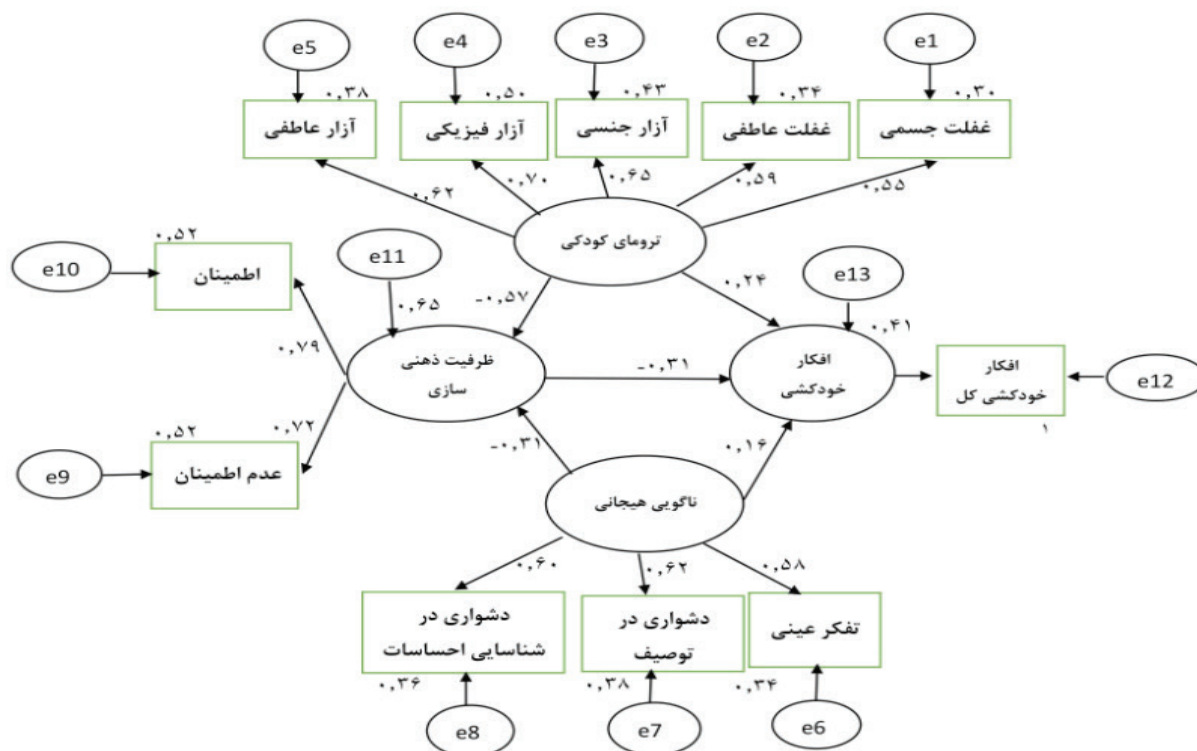 e5
e4
e3
e2
e1
۰,۳۸
۰,۵۰
۰,۴۳
۰,۳۴
۰,۳۰
آزار عاطفی
آزار فیزیکی
آزار جنسی
غفلت عاطفی
غفلت جسمی
۰,۶۲
۰,۷۰
۰,۶۵
۰,۵۹
۰,۵۵
ترومای کودکی
e10
۰,۵۲
اطمینان
e11
۰,۶۵
-۰,۵۷
۰,۲۴
e13
۰,۴۱
۰,۷۹
ظرفیت ذهنی
سازی
-۰,۳۱
افکار
خودکشی
افکار
خودکشی کل
۱
e12
۰,۷۲
e9
۰,۵۲
عدم اطمینان
-۰,۳۱
۰,۱۶
ناگویی هیجانی
۰,۶۰
۰,۶۲
۰,۵۸
دشواری در
شناسایی احساسات
دشواری در
توصیف
تفکر عینی
۰,۳۶
۰,۳۸
۰,۳۴
e8
e7
e6